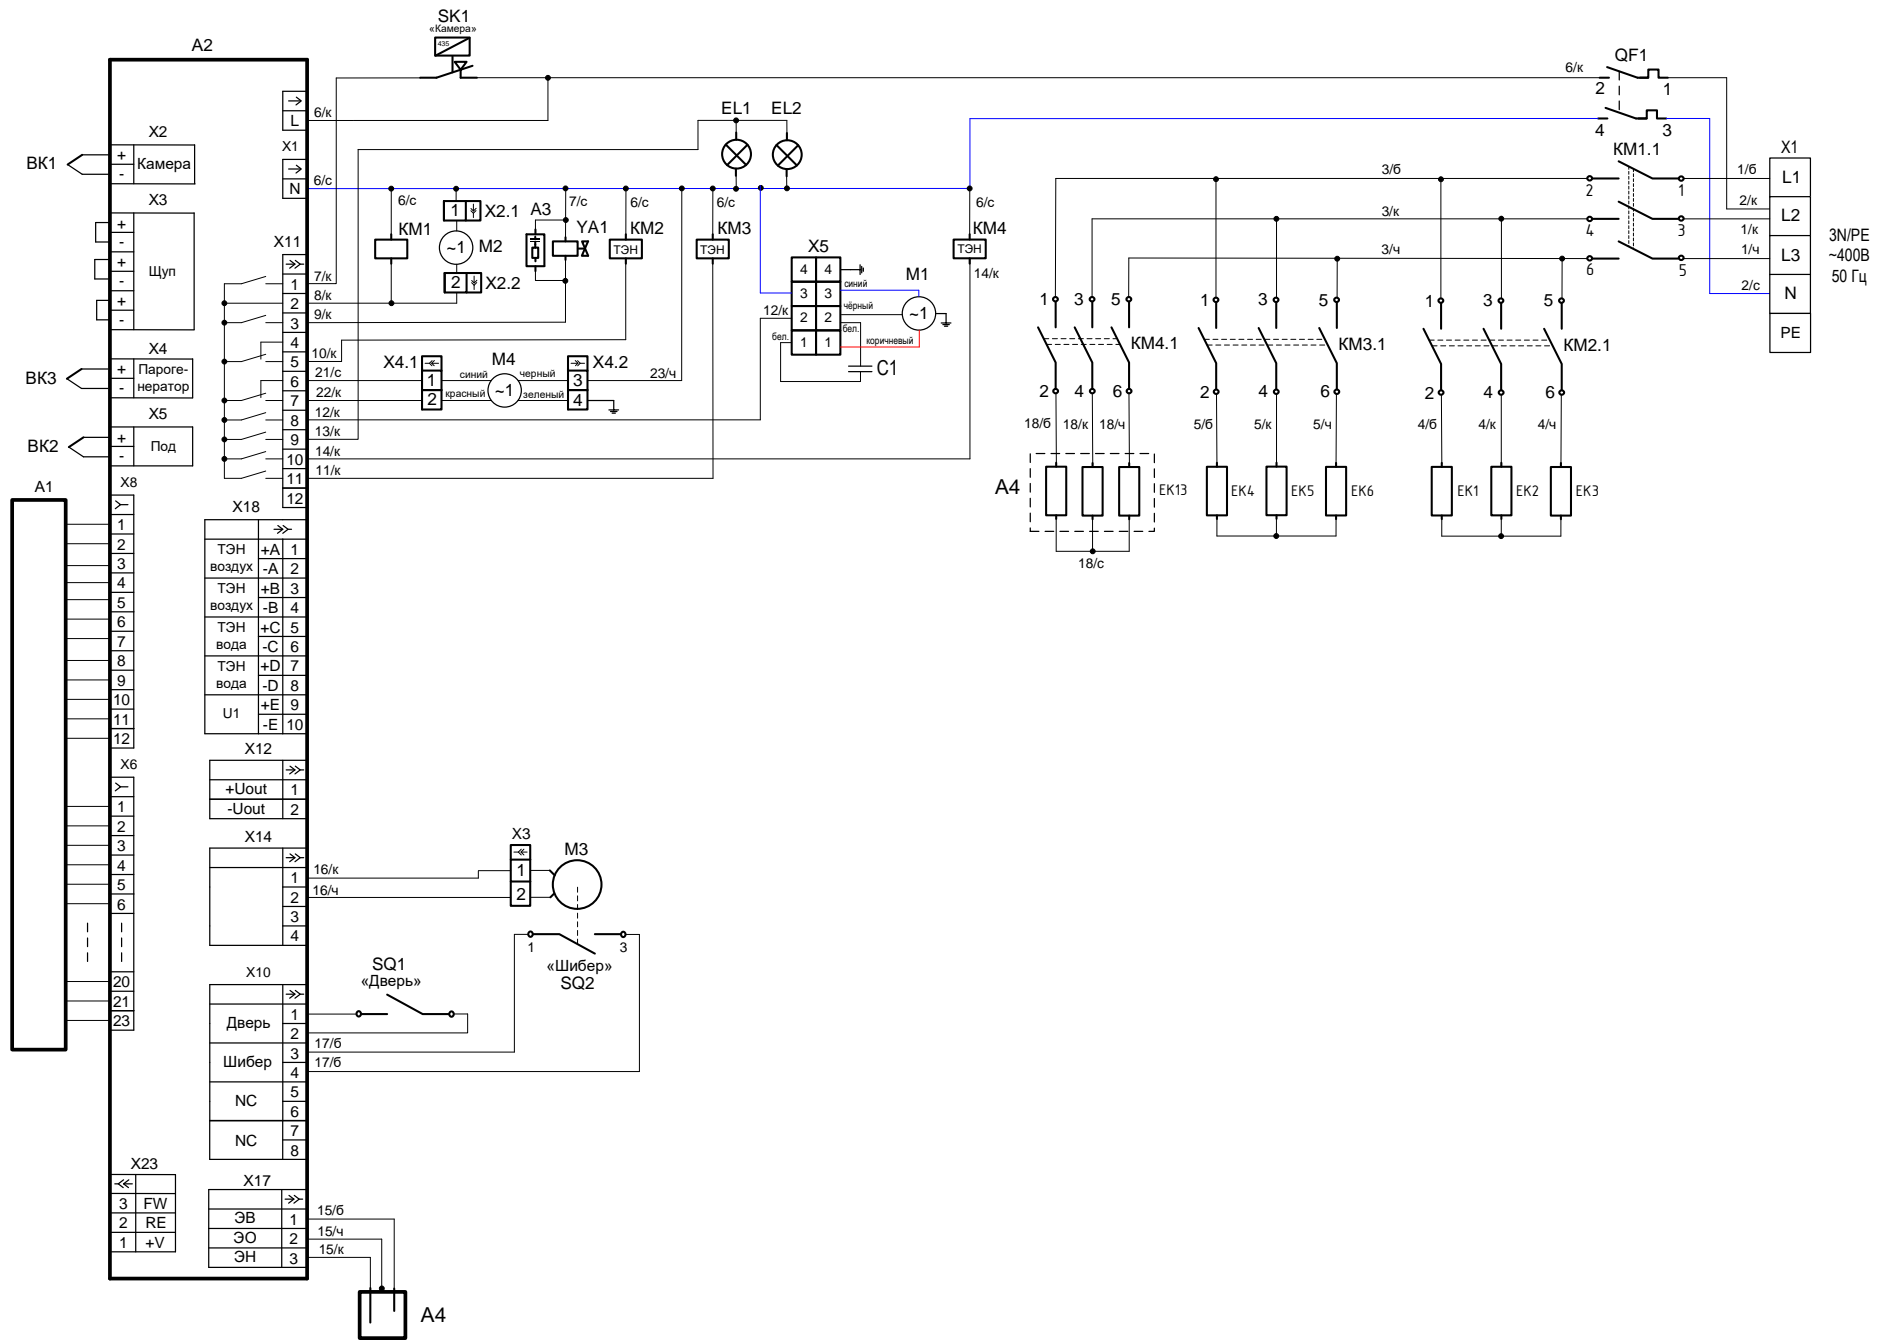 SK1
«Камера»
435
A2
QF1
6/к
2
1
4
3
L
6/к
X1
N
6/с
EL1
EL2
KM1.1
X1
3/б
2
1
1/б
L1
2/к
3/к
4
3
L2
1/к
3/ч
6
5
1/ч
L3
2/с
N
PE
3N/PE
~400В
50 Гц
BK1
X2
+
-
Камера
X3
+
-
+
-
+
-
Щуп
BK3
X4
+
-
Пароге-
нератор
BK2
X5
+
-
Под
X11
1
2
3
4
5
6
7
8
9
10
11
12
7/к
8/к
9/к
10/к
21/с
22/к
12/к
13/к
14/к
11/к
6/с
KM1
1
X2.1
~1
M2
2
X2.2
A3
7/с
YA1
6/с
KM2
ТЭН
6/с
KM3
ТЭН
6/с
KM4
ТЭН
14/к
X5
4 4
3 3
2 2
1 1
синий
чёрный
бел.
коричневый
бел.
12/к
M1
~1
C1
X4.1
1
2
синий
красный
M4
~1
черный
зеленый
X4.2
3
4
23/ч
1 3 5
KM4.1
2 4 6
18/б 18/к 18/ч
A4
EK13
18/с
1 3 5
KM3.1
2 4 6
5/б 5/к 5/ч
EK4 EK5 EK6
1 3 5
KM2.1
2 4 6
4/б 4/к 4/ч
EK1 EK2 EK3
A1
X8
1
2
3
4
5
6
7
8
9
10
11
12
X6
1
2
3
4
5
6
20
21
23
X18
ТЭН
воздух
+A 1
-A 2
ТЭН
воздух
+B 3
-B 4
ТЭН
вода
+C 5
-C 6
ТЭН
вода
+D 7
-D 8
U1
+E 9
-E 10
X12
+Uout 1
-Uout 2
X14
1
2
3
4
16/к
16/ч
X3
1
2
M3
1
3
«Шибер»
SQ2
X10
Дверь
1
2
Шибер
3
4
NC
5
6
NC
7
8
SQ1
«Дверь»
17/б
17/б
X23
3 FW
2 RE
1 +V
X17
ЭВ 1
ЭО 2
ЭН 3
15/б
15/ч
15/к
A4